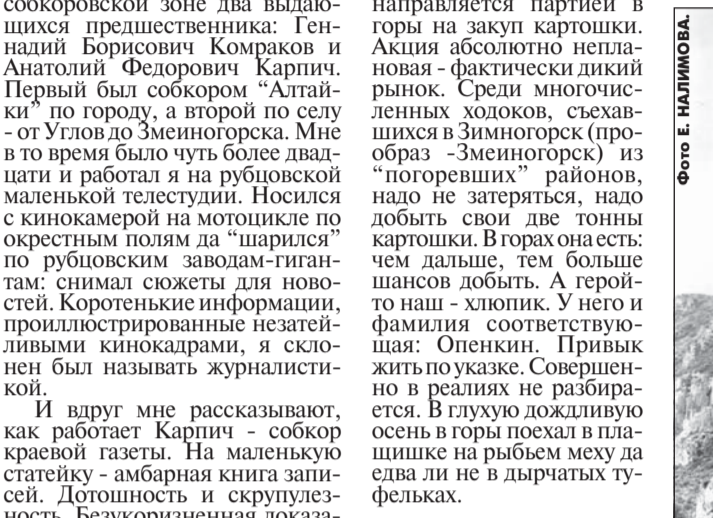 собкоровской зоне два выдаю-
щихся предшественника: Ген-
надий Борисович Комраков и
Анатолий Федорович Карпич.
Первый был собкором “Алтай-
ки” по городу, а второй по селу
- от Углов до Змеиногорска. Мне
в то время было чуть более двад-
цати и работал я на рубцовской
маленькой телестудии. Носился
с кинокамерой на мотоцикле по
окрестным полям да “шарился”
по рубцовским заводам-гиган-
там: снимал сюжеты для ново-
стей. Коротенькие информации,
проиллюстрированные незатей-
ливыми кинокадрами, я скло-
нен был называть журналисти-
кой.
И вдруг мне рассказывают,
как работает Карпич - собкор
краевой газеты. На маленькую
статейку - амбарная книга запи-
сей. Дотошность и скрупулез-
ность. Безукоризненная доказа-
направляется партией в
горы на закуп картошки.
Акция абсолютно непла-
новая - фактически дикий
рынок. Среди многочис-
ленных ходоков, съехав-
шихся в Зимногорск (про-
образ -Змеиногорск) из
“погоревших” районов,
надо не затеряться, надо
добыть свои две тонны
картошки. В горах она есть:
чем дальше, тем больше
шансов добыть. А герой-
то наш - хлюпик. У него и
фамилия соответствую-
щая: Опенкин. Привык
жить по указке. Совершен-
но в реалиях не разбира-
ется. В глухую дождливую
осень в горы поехал в пла-
щишке на рыбьем меху да
едва ли не в дырчатых ту-
фельках.
Фото Е. НАЛИМОВА.